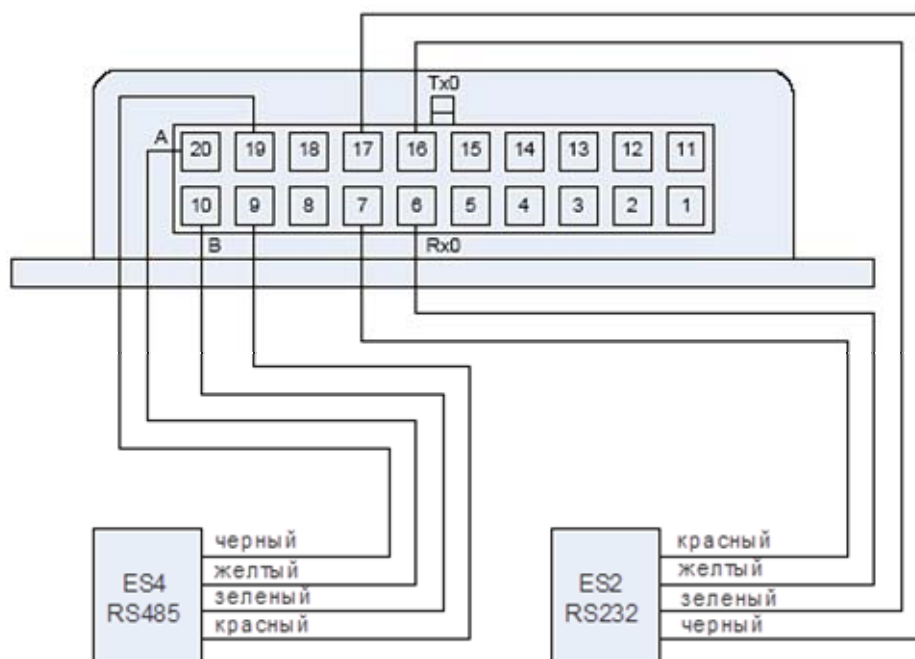 Tx0
A
20 19 18 17 16 15 14 13 12 11
10 9 8 7 6 5 4 3 2 1
B Rx0
черный
желтый
зеленый
красный
ES4
RS485
красный
желтый
зеленый
черный
ES2
RS232